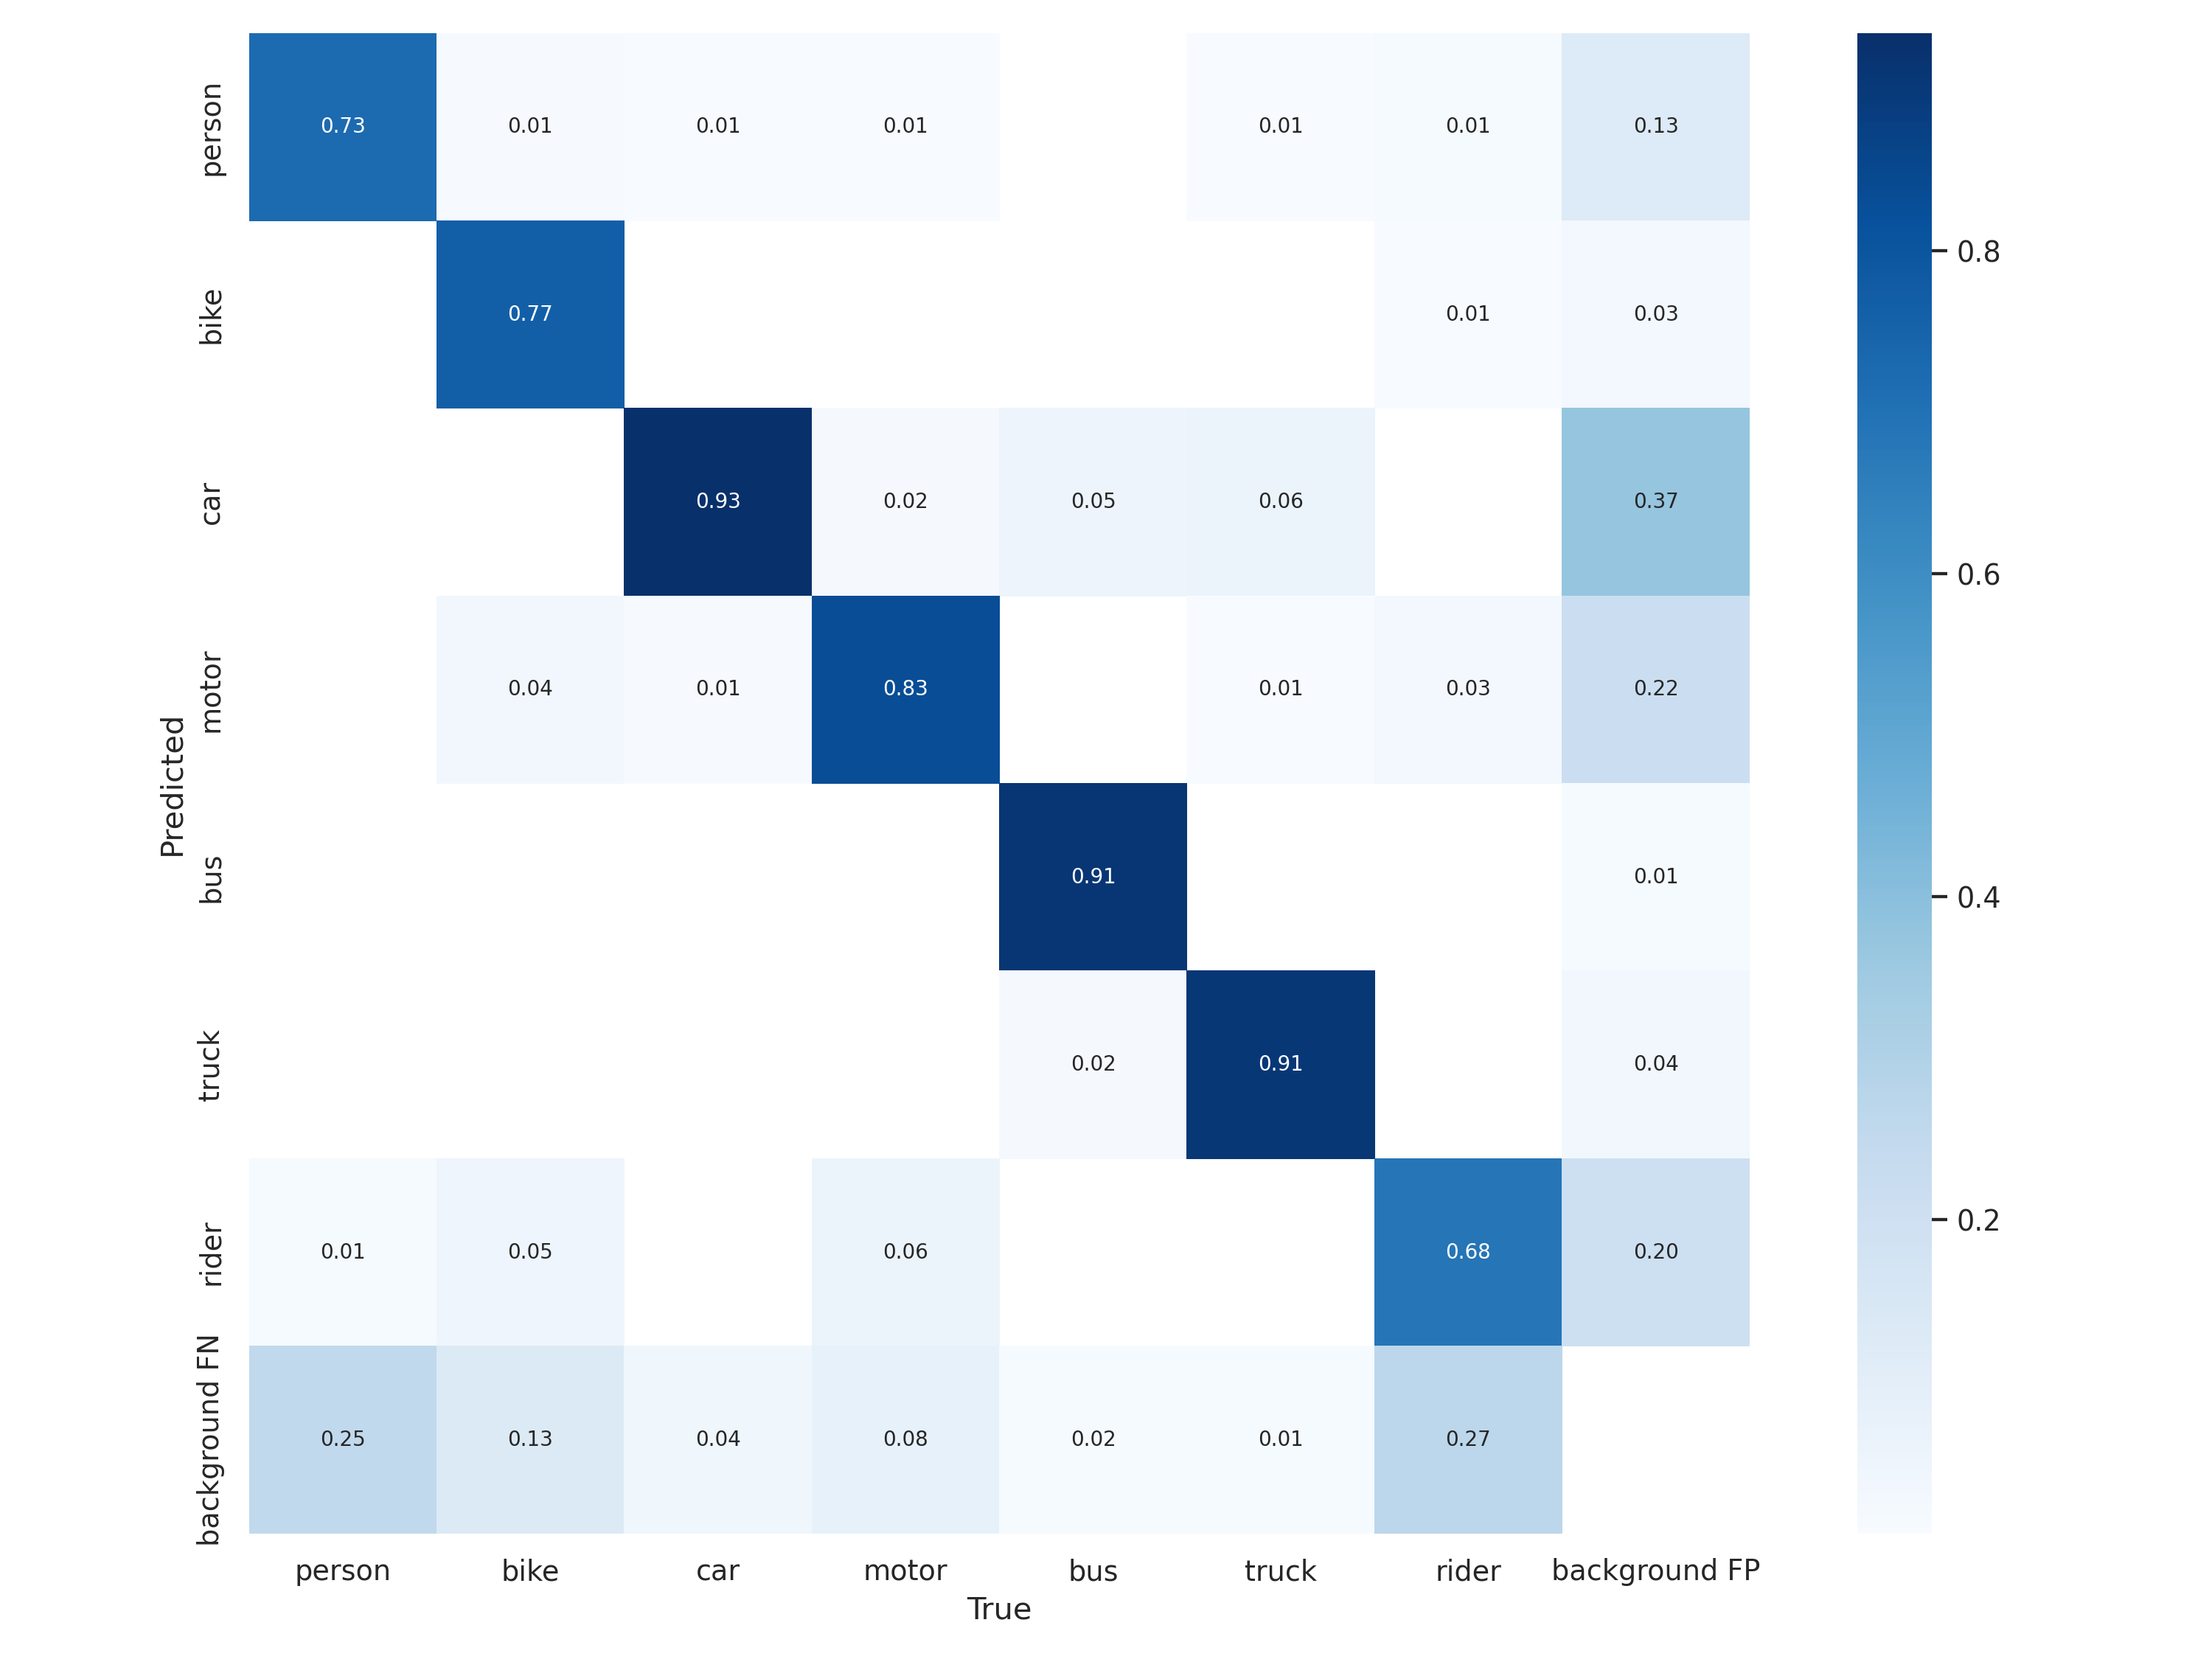 person 0.73 0.01 0.01 0.01 0.01 0.01 0.13
bike 0.77 0.01 0.03
car 0.93 0.02 0.05 0.06 0.37
motor 0.04 0.01 0.83 0.01 0.03 0.22
bus 0.91 0.01
truck 0.02 0.91 0.04
rider 0.01 0.05 0.06 0.68 0.20
background FN 0.25 0.13 0.04 0.08 0.02 0.01 0.27
Predicted
person bike car motor bus truck rider background FP
True
0.8
0.6
0.4
0.2